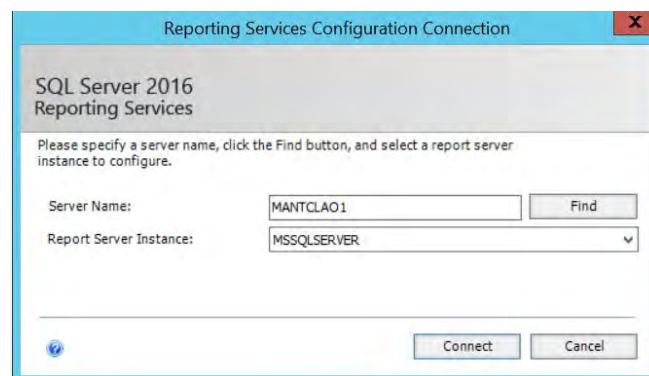 Reporting Services Configuration Connection
X
SQL Server 2016
Reporting Services
Please specify a server name, click the Find button, and select a report server
instance to configure.
Server Name: MANTCLAO1 Find
Report Server Instance: MSSQLSERVER
? Connect Cancel